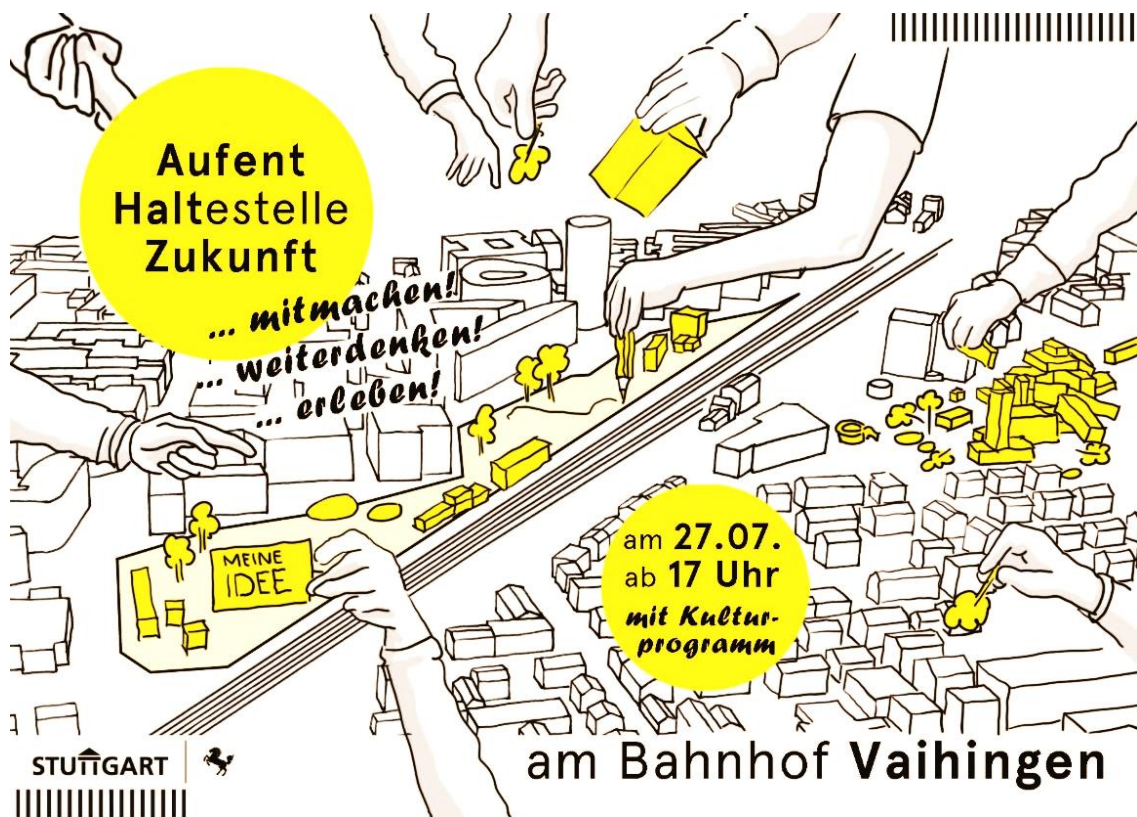 Aufent
Haltestelle
Zukunft
... mitmachen!
... weiterdenken!
... erleben!
MEINE
IDEE
am 27.07.
ab 17 Uhr
mit Kultur-
programm
STUTTGART
am Bahnhof Vaihingen